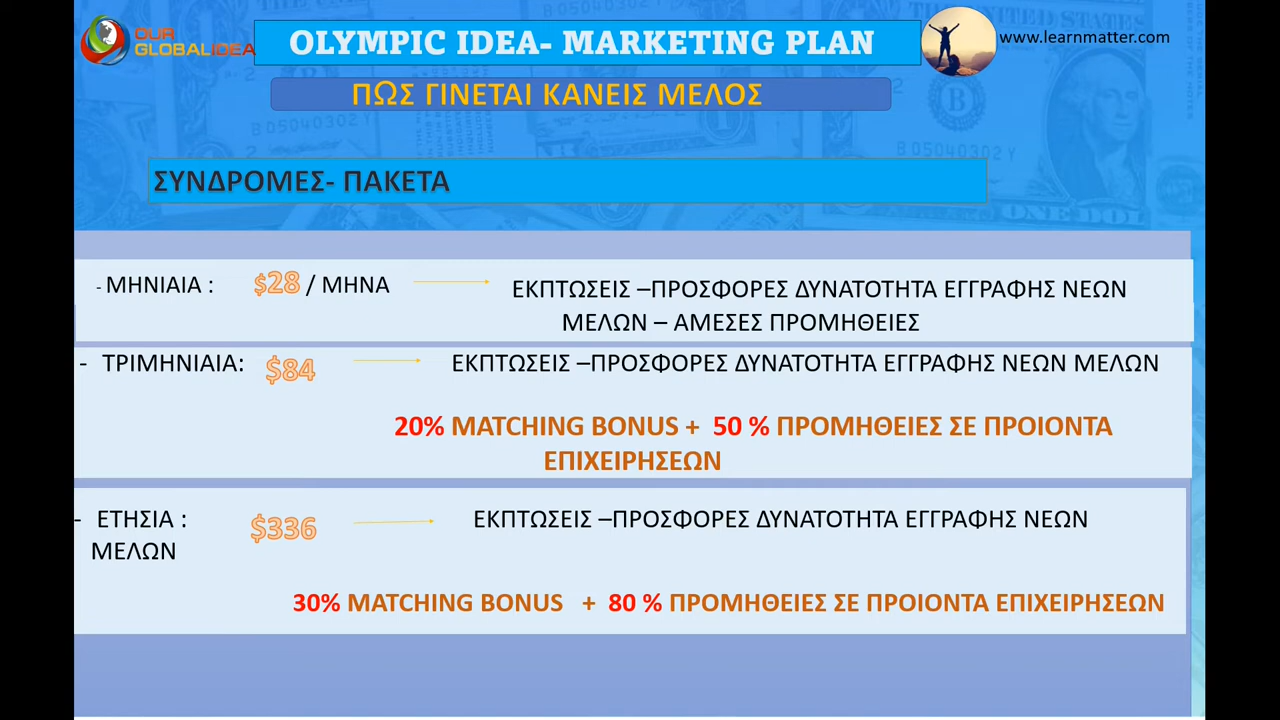 OUR
GLOBALIDEA
OLYMPIC IDEA- MARKETING PLAN
www.learnmatter.com
ΠΩΣ ΓΙΝΕΤΑΙ ΚΑΝΕΙΣ ΜΕΛΟΣ
ΣΥΝΔΡΟΜΕΣ- ΠΑΚΕΤΑ
- ΜΗΝΙΑΙΑ : $28 / ΜΗΝΑ
ΕΚΠΤΩΣΕΙΣ –ΠΡΟΣΦΟΡΕΣ ΔΥΝΑΤΟΤΗΤΑ ΕΓΓΡΑΦΗΣ ΝΕΩΝ
ΜΕΛΩΝ – ΑΜΕΣΕΣ ΠΡΟΜΗΘΕΙΕΣ
- ΤΡΙΜΗΝΙΑΙΑ: $84 ΕΚΠΤΩΣΕΙΣ –ΠΡΟΣΦΟΡΕΣ ΔΥΝΑΤΟΤΗΤΑ ΕΓΓΡΑΦΗΣ ΝΕΩΝ ΜΕΛΩΝ
20% MATCHING BONUS + 50 % ΠΡΟΜΗΘΕΙΕΣ ΣΕ ΠΡΟΙΟΝΤΑ
ΕΠΙΧΕΙΡΗΣΕΩΝ
- ΕΤΗΣΙΑ : $336 ΕΚΠΤΩΣΕΙΣ –ΠΡΟΣΦΟΡΕΣ ΔΥΝΑΤΟΤΗΤΑ ΕΓΓΡΑΦΗΣ ΝΕΩΝ
ΜΕΛΩΝ
30% MATCHING BONUS + 80 % ΠΡΟΜΗΘΕΙΕΣ ΣΕ ΠΡΟΙΟΝΤΑ ΕΠΙΧΕΙΡΗΣΕΩΝ